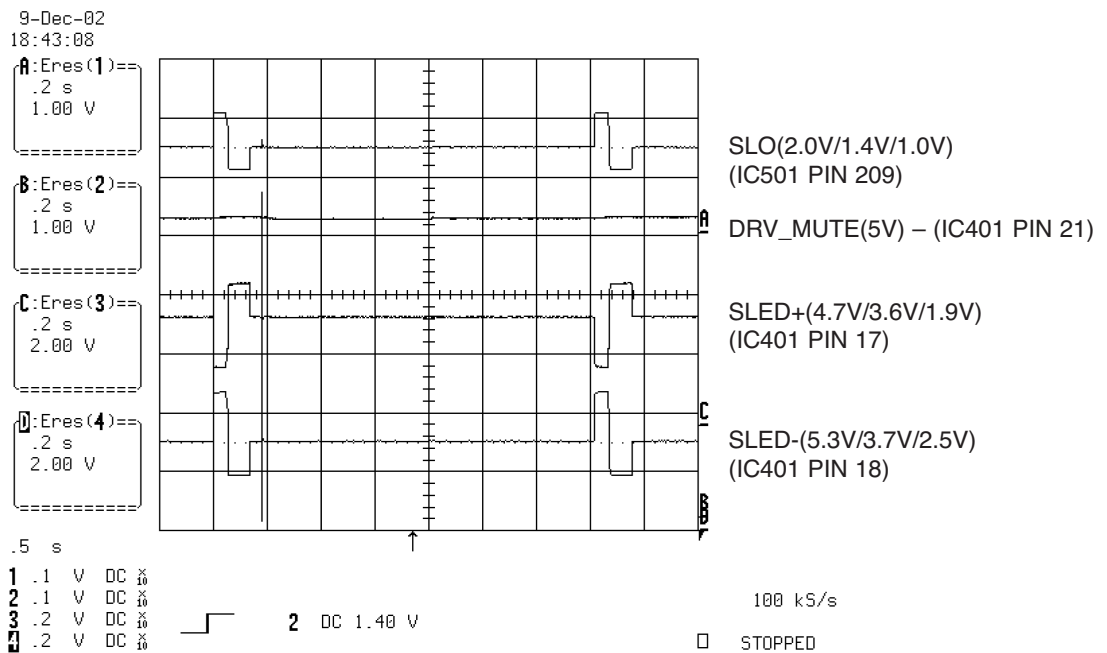 9-Dec-02
18:43:08
A:Eres(1)
.2 s
1.00 V
B:Eres(2)
.2 s
1.00 V
C:Eres(3)
.2 s
2.00 V
D:Eres(4)
.2 s
2.00 V
SLO(2.0V/1.4V/1.0V)
(IC501 PIN 209)
A
DRV_MUTE(5V) – (IC401 PIN 21)
SLED+(4.7V/3.6V/1.9V)
(IC401 PIN 17)
C
SLED-(5.3V/3.7V/2.5V)
(IC401 PIN 18)
.5 s
1 .1 V DC X10
2 .1 V DC X10
3 .2 V DC X10
4 .2 V DC X10
2 DC 1.40 V
100 kS/s
STOPPED